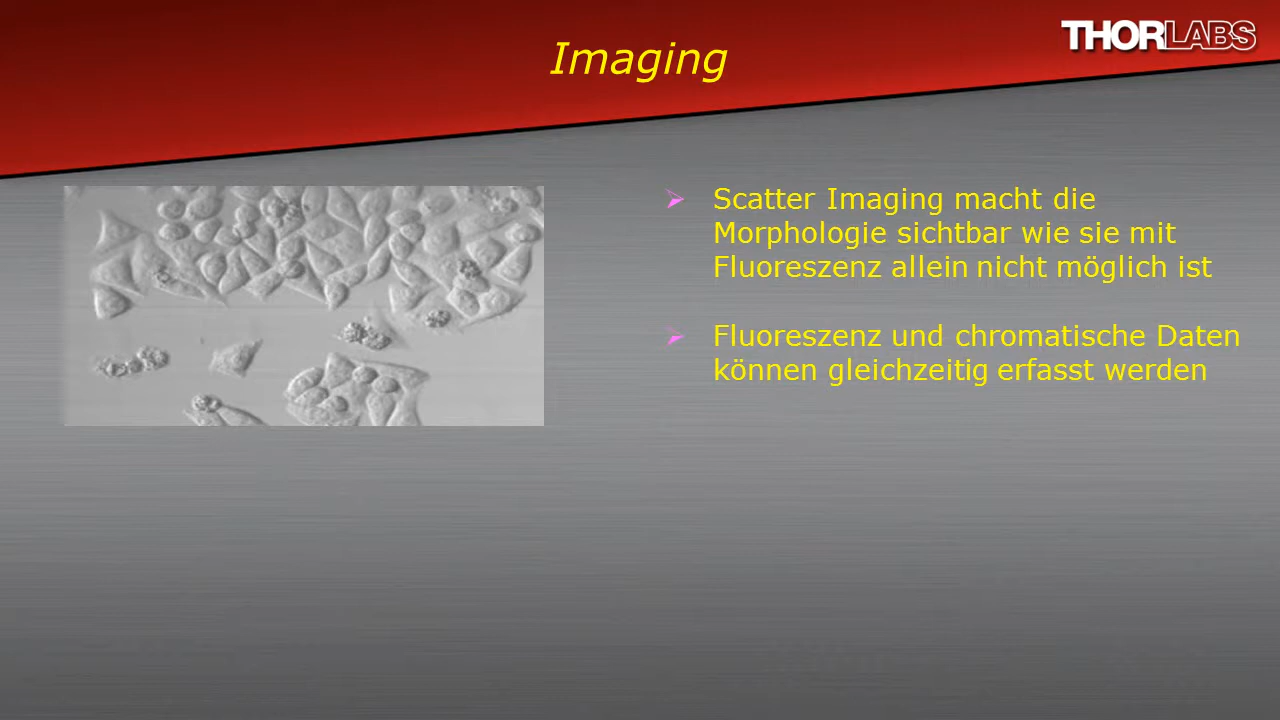 Imaging
THORLABS
Scatter Imaging macht die
Morphologie sichtbar wie sie mit
Fluoreszenz allein nicht möglich ist
Fluoreszenz und chromatische Daten
können gleichzeitig erfasst werden